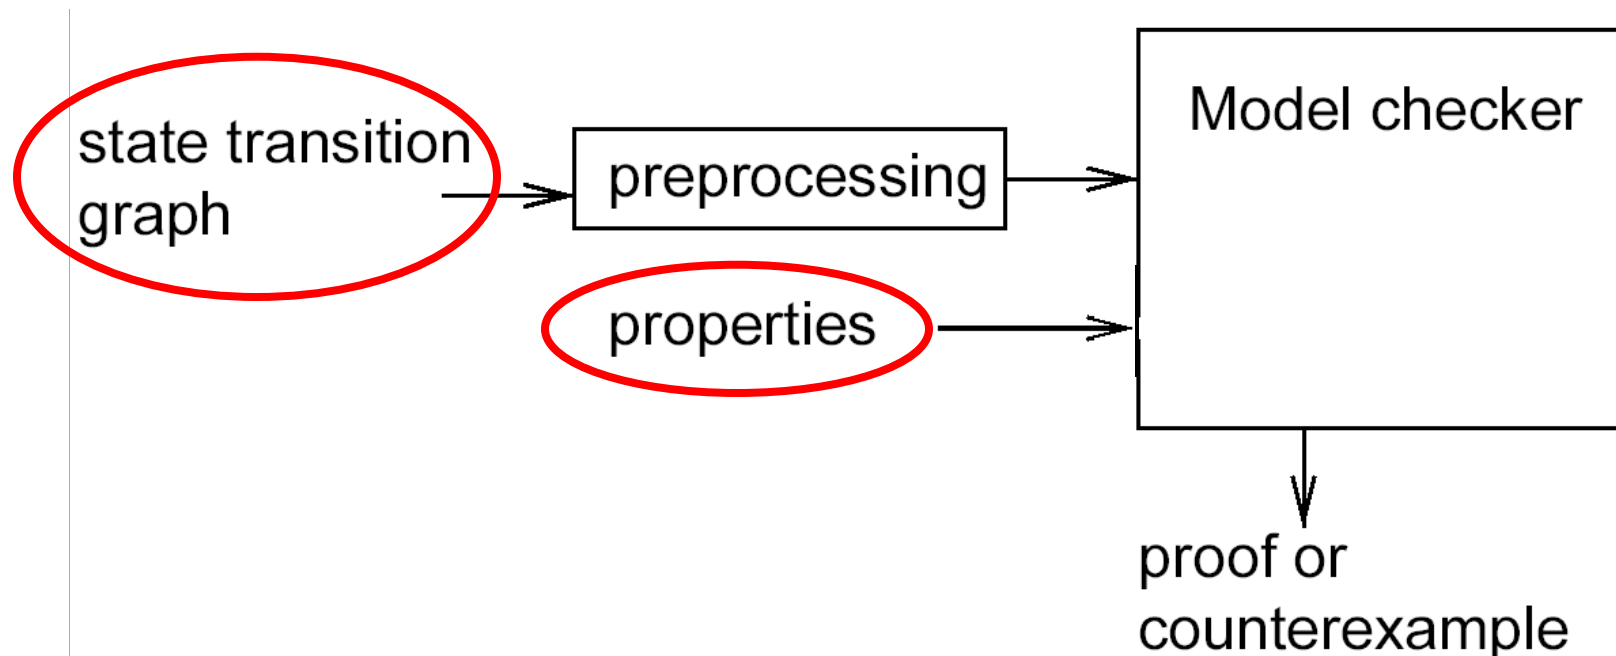 state transition
graph
preprocessing
Model checker
properties
proof or
counterexample